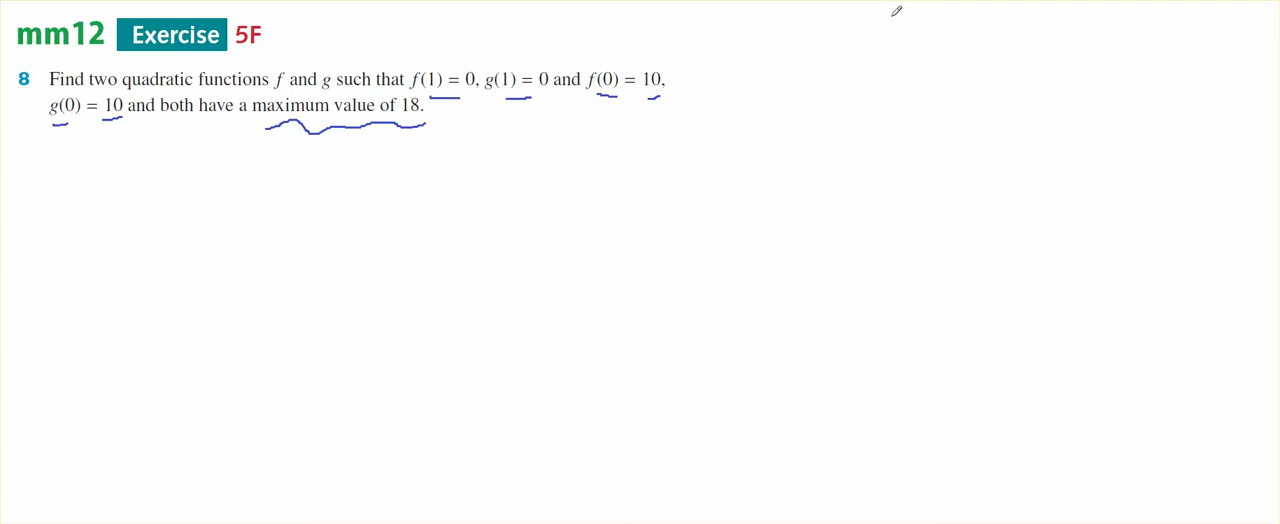 mm12 Exercise 5F
8 Find two quadratic functions f and g such that f(1) = 0, g(1) = 0 and f(0) = 10,
g(0) = 10 and both have a maximum value of 18.